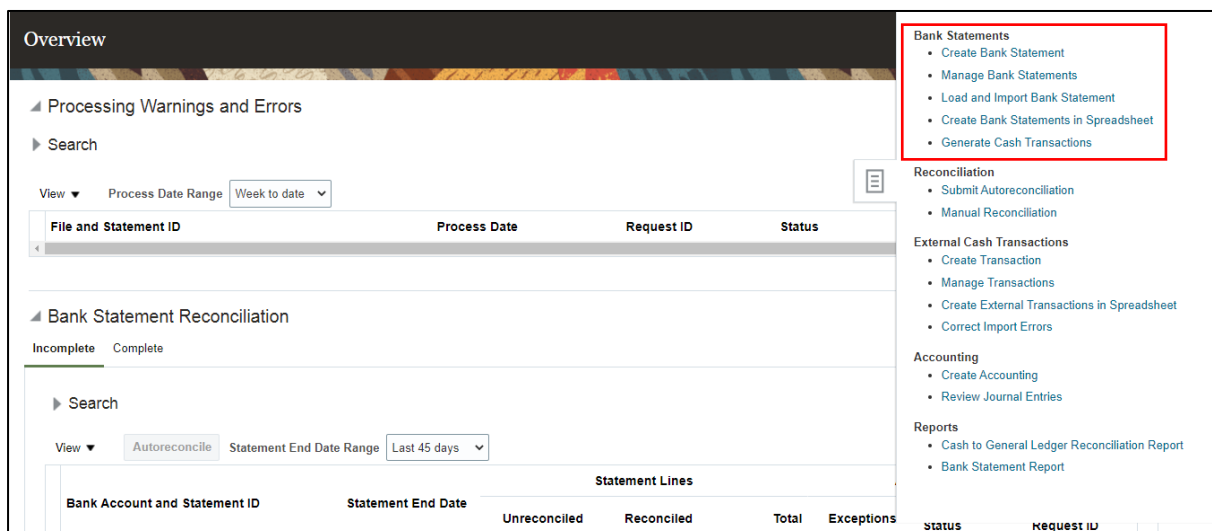 Overview
Processing Warnings and Errors
Search
View Process Date Range Week to date
File and Statement ID Process Date Request ID Status
Bank Statement Reconciliation
Incomplete Complete
Search
View Autoreconcile Statement End Date Range Last 45 days
Statement Lines
Bank Account and Statement ID Statement End Date
Unreconciled Reconciled Total Exceptions Status Request ID
Bank Statements
Create Bank Statement
Manage Bank Statements
Load and Import Bank Statement
Create Bank Statements in Spreadsheet
Generate Cash Transactions
Reconciliation
Submit Autoreconciliation
Manual Reconciliation
External Cash Transactions
Create Transaction
Manage Transactions
Create External Transactions in Spreadsheet
Correct Import Errors
Accounting
Create Accounting
Review Journal Entries
Reports
Cash to General Ledger Reconciliation Report
Bank Statement Report